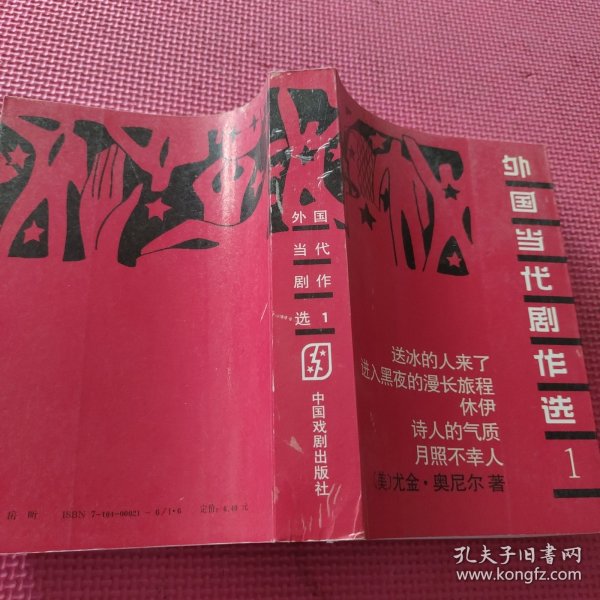 外国当代剧作选
1
送冰的人来了
进入黑夜的漫长旅程
休伊
诗人的气质
月照不幸人
(美)尤金·奥尼尔 著
外国
当代
剧作
选1
中国戏剧出版社
ISBN 7-104-00021-6/I·6
孔夫子旧书网
www.kongfz.com